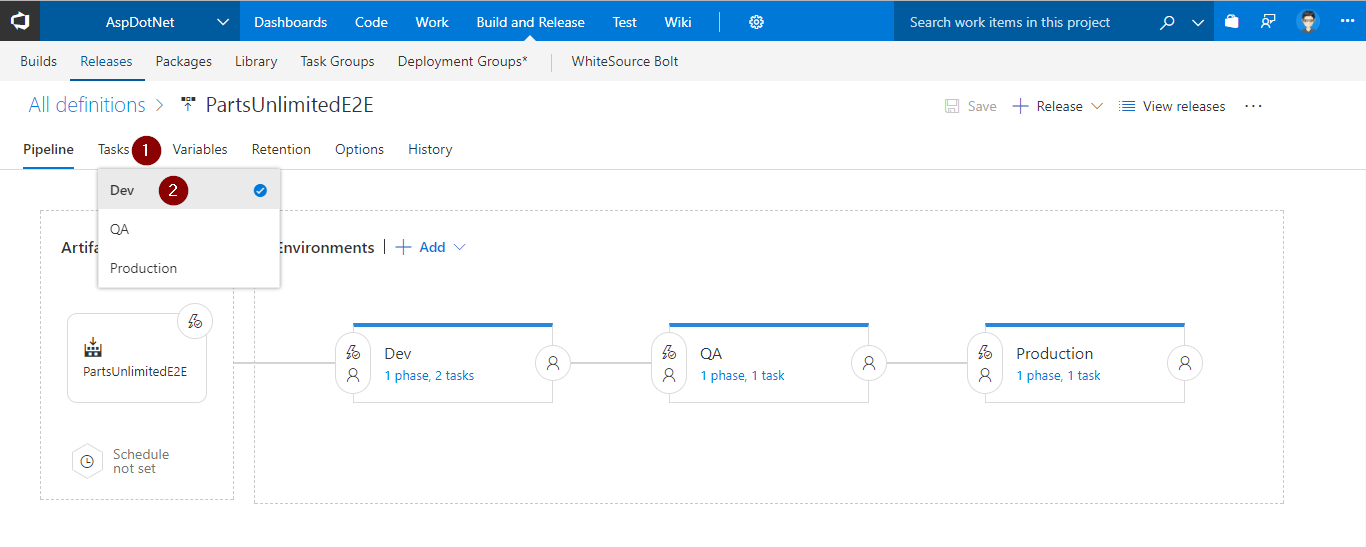 AspDotNet Dashboards Code Work Build and Release Test Wiki Search work items in this project
Builds Releases Packages Library Task Groups Deployment Groups* WhiteSource Bolt
All definitions > PartsUnlimitedE2E Save Release View releases ...
Pipeline Tasks 1 Variables Retention Options History
Dev 2
QA
Production
Artifa Environments Add
PartsUnlimitedE2E
Schedule
not set
Dev
1 phase, 2 tasks
QA
1 phase, 1 task
Production
1 phase, 1 task